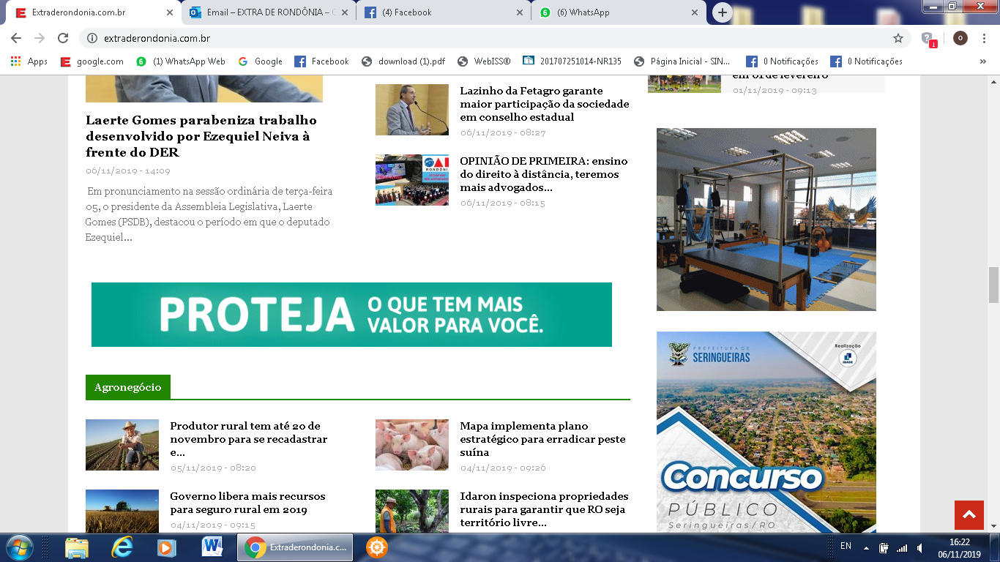 Extraderondonia.com.br
Email – EXTRA DE RONDÔNIA – O
(4) Facebook
(6) WhatsApp
extraderondonia.com.br
Apps
google.com
(1) WhatsApp Web
Google
Facebook
download (1).pdf
WebISS®
201707251014-NR135
Página Inicial - SIN...
0 Notificações
0 Notificações
»
Laerte Gomes parabeniza trabalho
desenvolvido por Ezequiel Neiva à
frente do DER
06/11/2019 - 14:09
Em pronunciamento na sessão ordinária de terça-feira
05, o presidente da Assembleia Legislativa, Laerte
Gomes (PSDB), destacou o período em que o deputado
Ezequiel...
Lazinho da Fetagro garante
maior participação da sociedade
em conselho estadual
06/11/2019 - 08:27
OPINIÃO DE PRIMEIRA: ensino
do direito à distância, teremos
mais advogados...
06/11/2019 - 08:15
01/11/2019 - 09:13
PROTEJA O QUE TEM MAIS
VALOR PARA VOCÊ.
Agronegócio
Produtor rural tem até 20 de
novembro para se recadastrar
e...
05/11/2019 - 08:20
Governo libera mais recursos
para seguro rural em 2019
04/11/2019 - 09:15
Mapa implementa plano
estratégico para erradicar peste
suína
04/11/2019 - 09:26
Idaron inspeciona propriedades
rurais para garantir que RO seja
território livre...
PREFEITURA DE
SERINGUEIRAS
Realização
IBADE
Concurso
PÚBLICO
Seringueiras/RO
Extraderondonia.c...
EN
16:22
06/11/2019